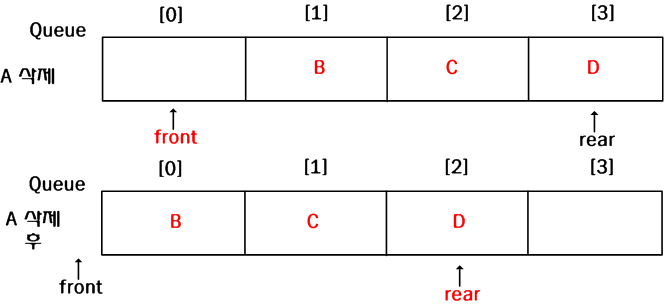 [0] [1] [2] [3]
Queue
A 삭제 B C D
front rear
[0] [1] [2] [3]
Queue
A 삭제
후
B C D
front rear